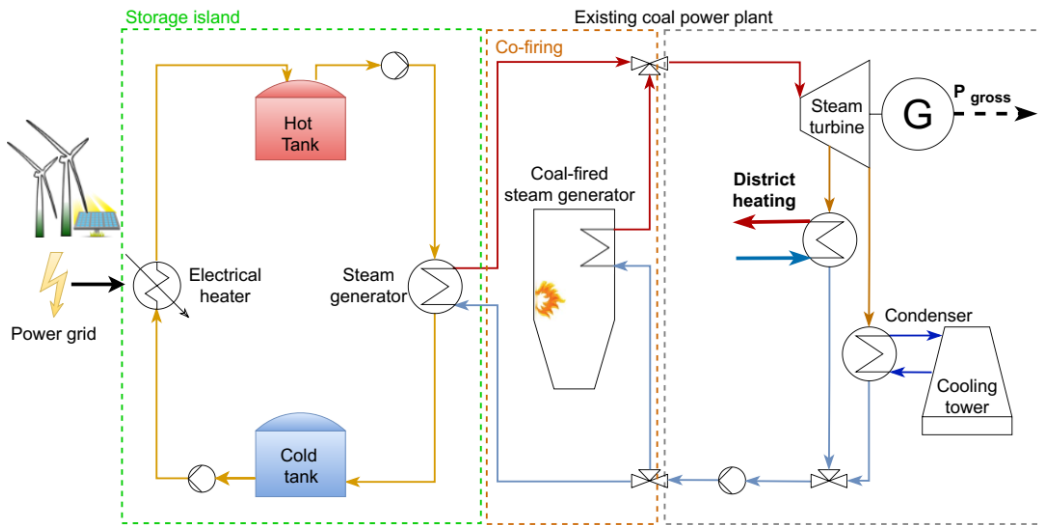 Storage island
Existing coal power plant
Co-firing
Hot
Tank
Steam
turbine
G
P gross
Coal-fired
steam generator
District
heating
Electrical
heater
Steam
generator
Power grid
Condenser
Cooling
tower
Cold
tank